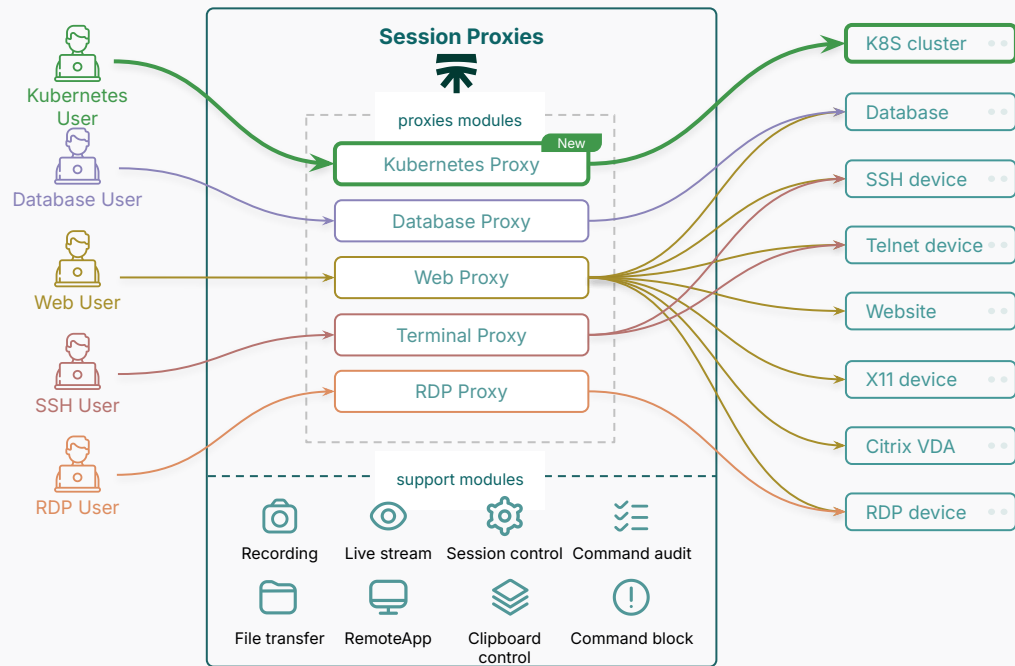 Session Proxies
proxies modules
Kubernetes
User
Database User
Web User
SSH User
RDP User
New
Kubernetes Proxy
Database Proxy
Web Proxy
Terminal Proxy
RDP Proxy
K8S cluster
Database
SSH device
Telnet device
Website
X11 device
Citrix VDA
RDP device
support modules
Recording
Live stream
Session control
Command audit
File transfer
RemoteApp
Clipboard
control
Command block